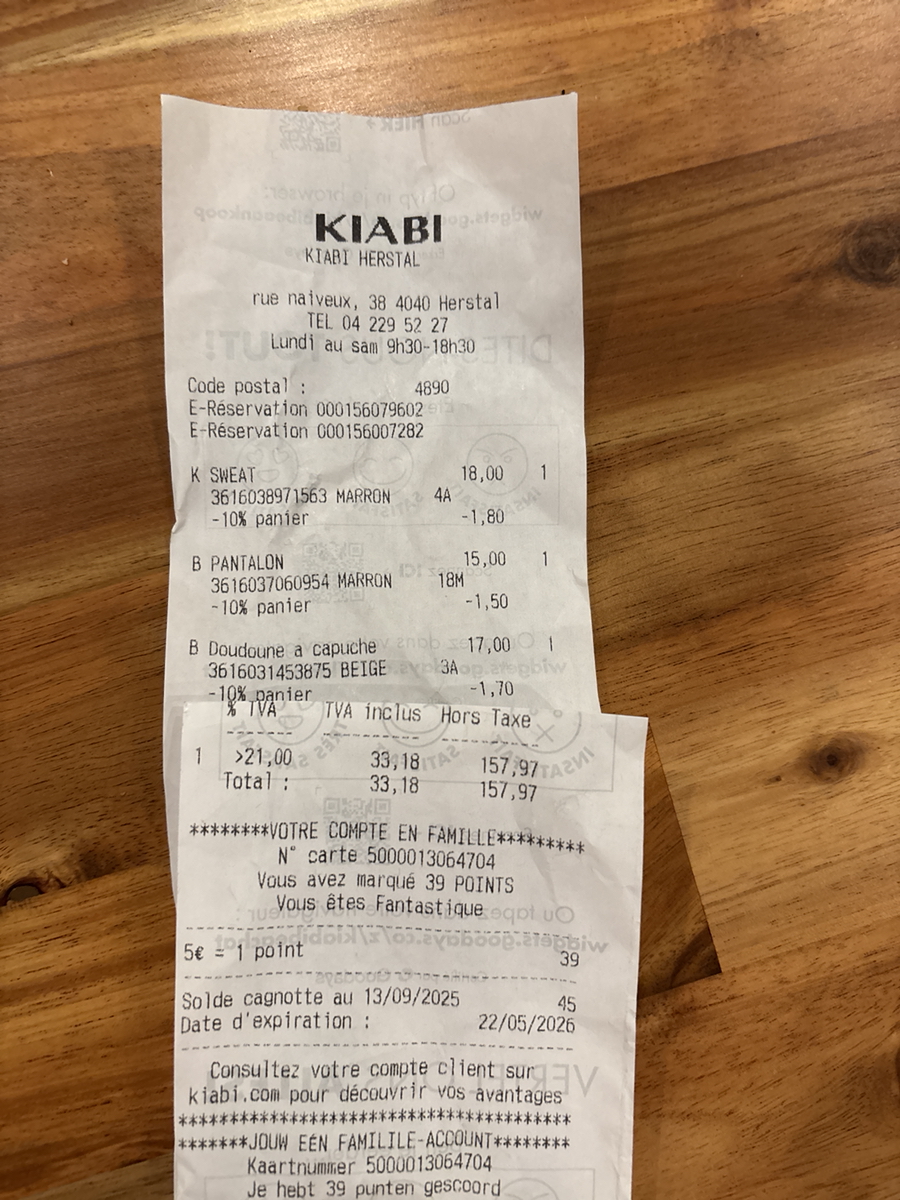 KIABI
KIABI HERSTAL
rue naiveux, 38 4040 Herstal
TEL 04 229 52 27
Lundi au sam 9h30-18h30
Code postal : 4890
E-Réservation 000156079602
E-Réservation 000156007282
K SWEAT 18,00 1
3616038971563 MARRON 4A
-10% panier -1,80
B PANTALON 15,00 1
3616037060954 MARRON 18M
-10% panier -1,50
B Doudoune a capuche 17,00 1
3616031453875 BEIGE 3A
-10% panier -1,70
% TVA TVA inclus Hors Taxe
1 >21,00 33,18 157,97
Total : 33,18 157,97
********VOTRE COMPTE EN FAMILLE*********
N° carte 5000013064704
Vous avez marqué 39 POINTS
Vous êtes Fantastique
5€ = 1 point 39
Solde cagnotte au 13/09/2025 45
Date d'expiration : 22/05/2026
Consultez votre compte client sur
kiabi.com pour découvrir vos avantages
****************************************
*******JOUW EEN FAMILILE-ACCOUNT********
Kaartnummer 5000013064704
Je hebt 39 punten gescoord